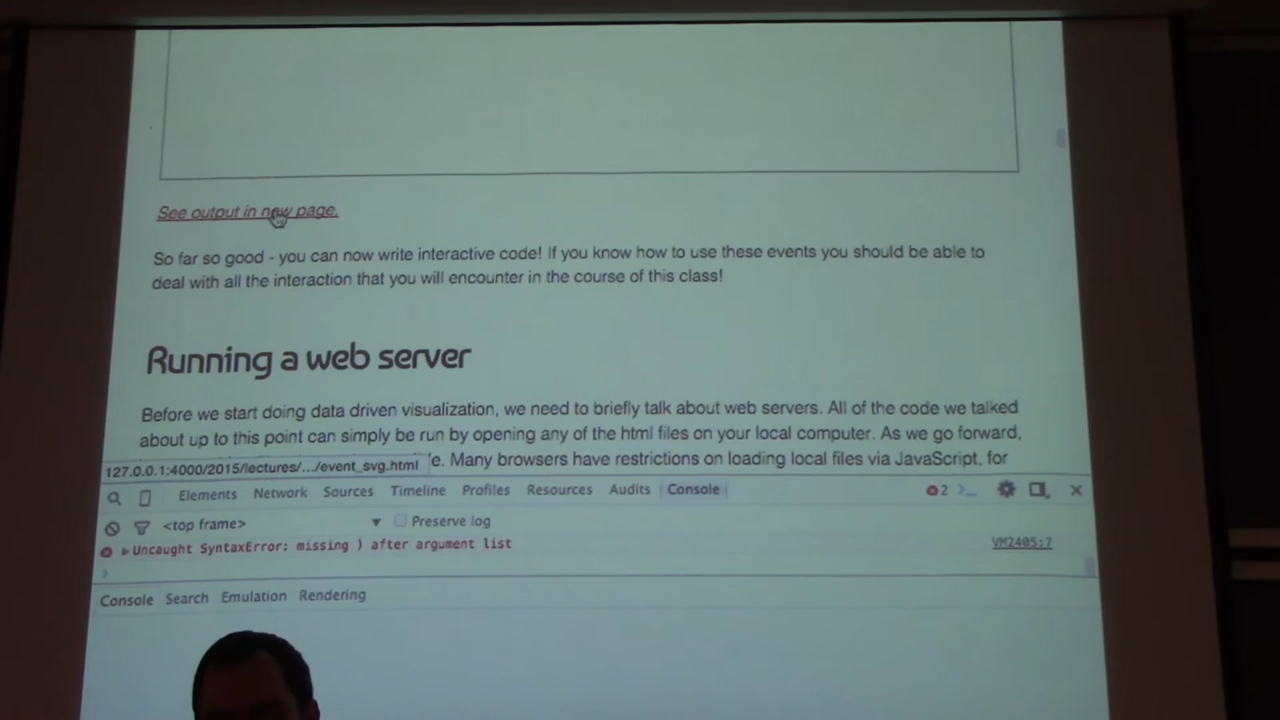 See output in new page.
So far so good - you can now write interactive code! If you know how to use these events you should be able to
deal with all the interaction that you will encounter in the course of this class!
Running a web server
Before we start doing data driven visualization, we need to briefly talk about web servers. All of the code we talked
about up to this point can simply be run by opening any of the html files on your local computer. As we go forward,
e. Many browsers have restrictions on loading local files via JavaScript, for
127.0.0.1:4000/2015/lectures/.../event_svg.html
Elements Network Sources Timeline Profiles Resources Audits Console 2
<top frame> Preserve log
Uncaught SyntaxError: missing ) after argument list VM2405:7
Console Search Emulation Rendering